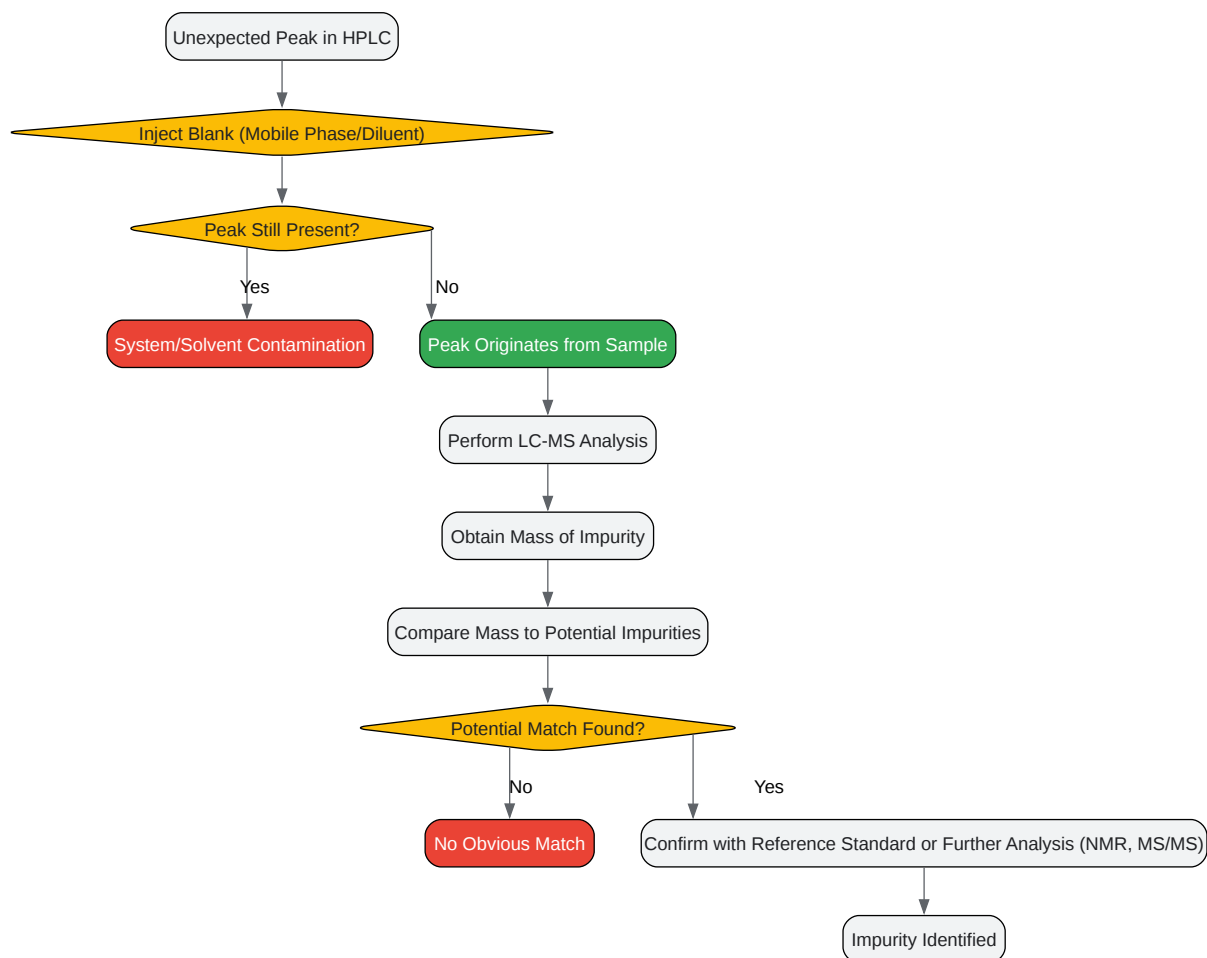 Unexpected Peak in HPLC
Inject Blank (Mobile Phase/Diluent)
Peak Still Present?
Yes
No
System/Solvent Contamination
Peak Originates from Sample
Perform LC-MS Analysis
Obtain Mass of Impurity
Compare Mass to Potential Impurities
Potential Match Found?
No
Yes
No Obvious Match
Confirm with Reference Standard or Further Analysis (NMR, MS/MS)
Impurity Identified